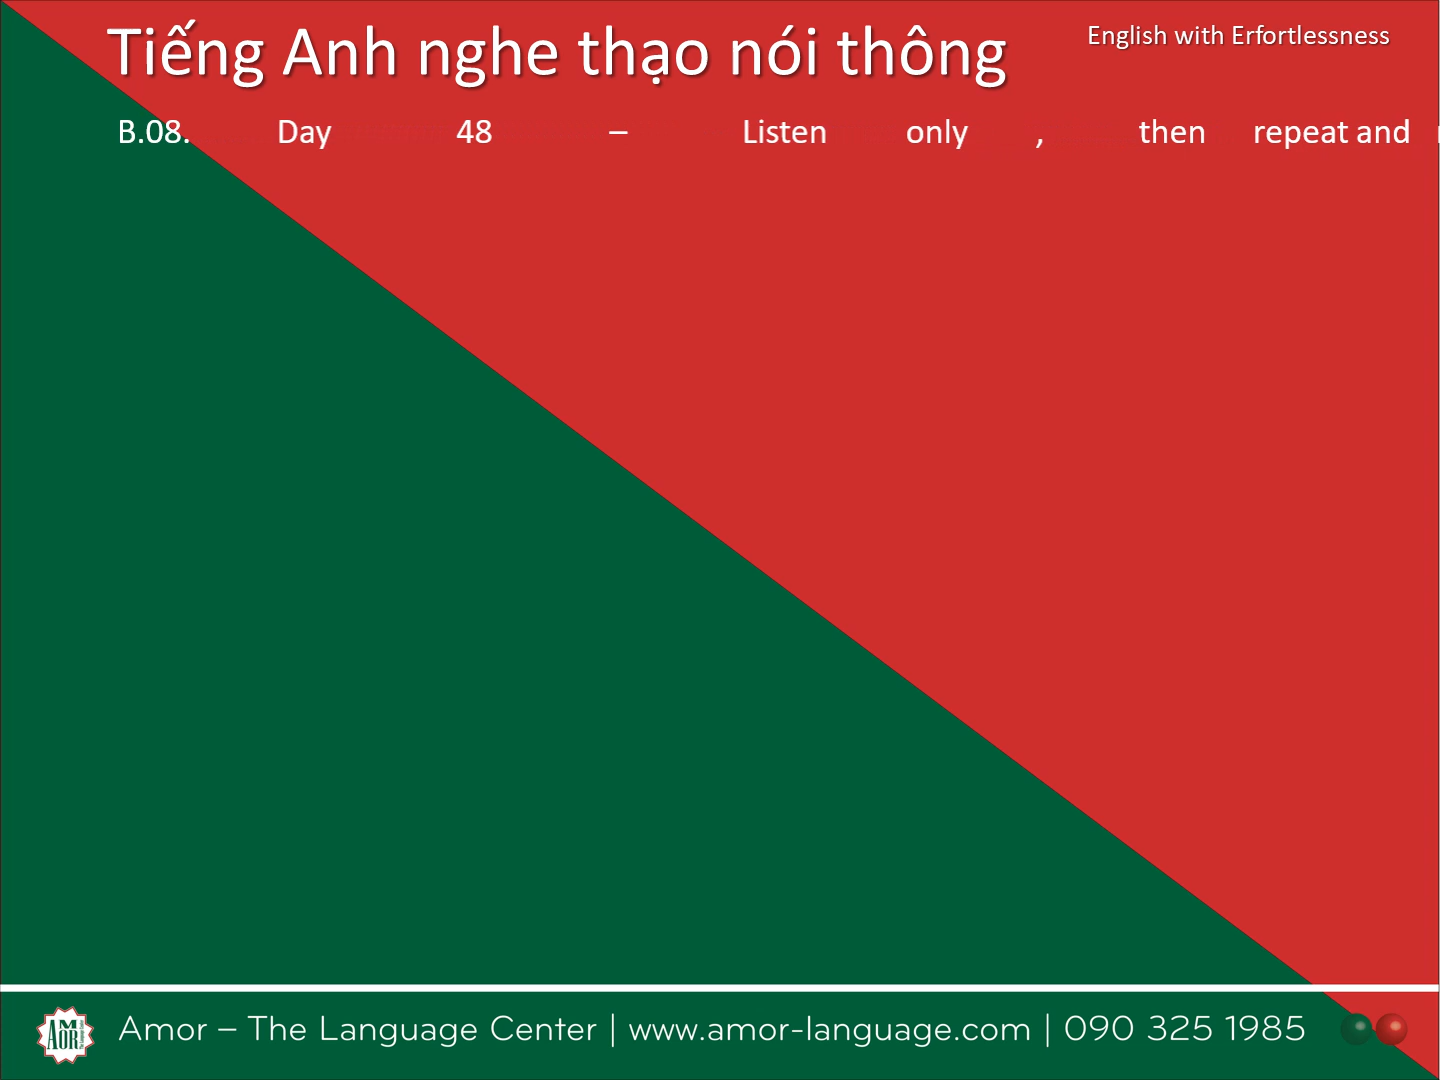 Tiếng Anh nghe thạo nói thông
English with Erfortlessness
B.08. Day 48 – Listen only , then repeat and
Amor – The Language Center | www.amor-language.com | 090 325 1985
AMOR